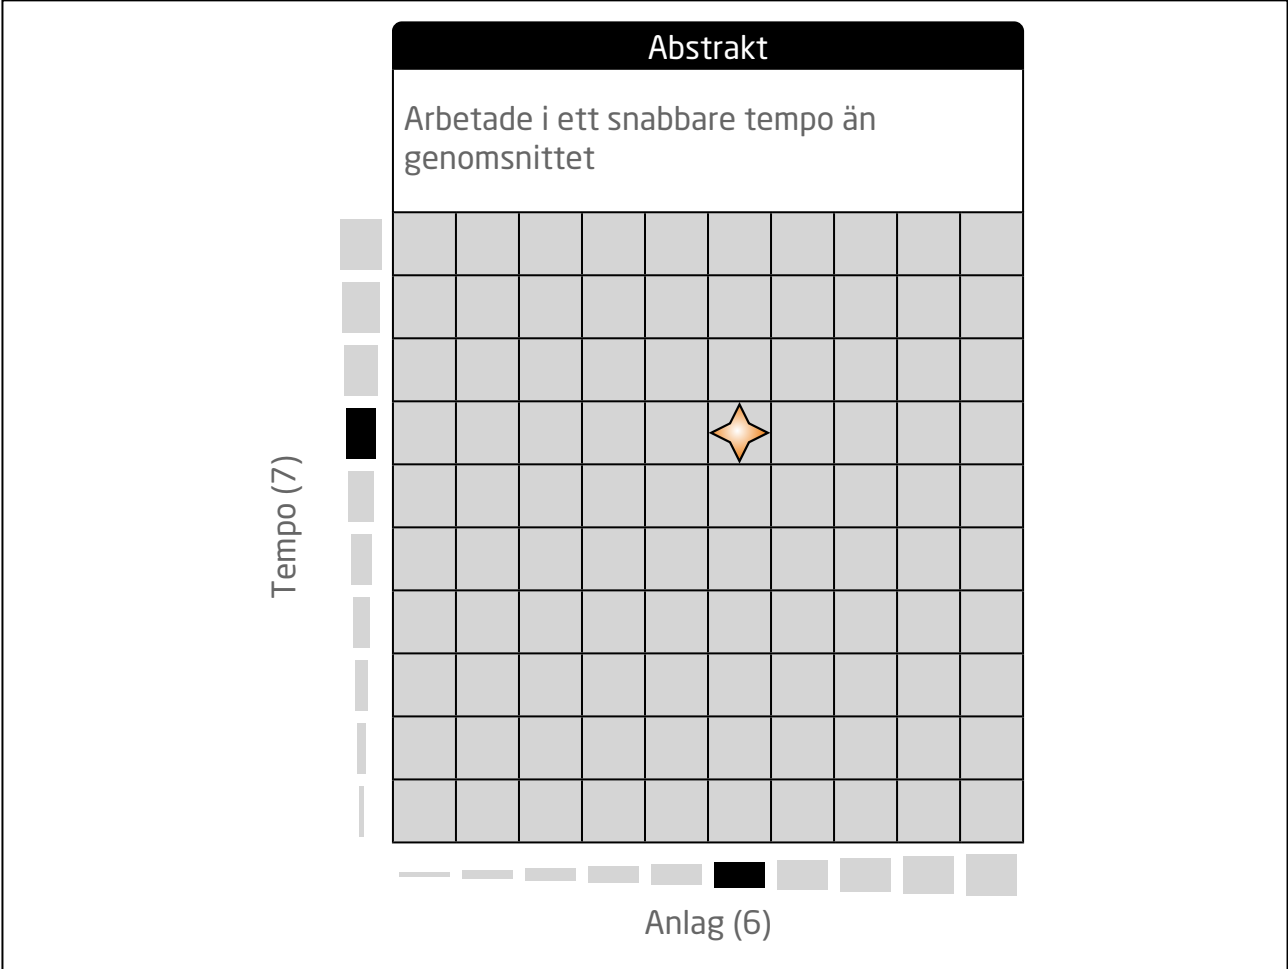 Abstrakt
Arbetade i ett snabbare tempo än
genomsnittet
Tempo (7)
Anlag (6)